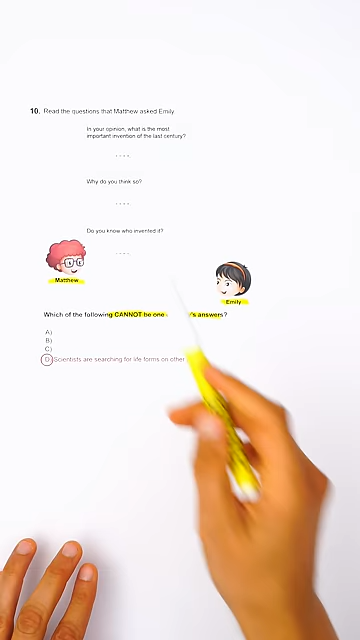 10. Read the questions that Matthew asked Emily
In your opinion, what is the most
important invention of the last century?
- - - -
Why do you think so?
- - - -
Do you know who invented it?
- - - -
Matthew
Emily
Which of the following CANNOT be one 's answers?
A)
B)
C)
D) Scientists are searching for life forms on other